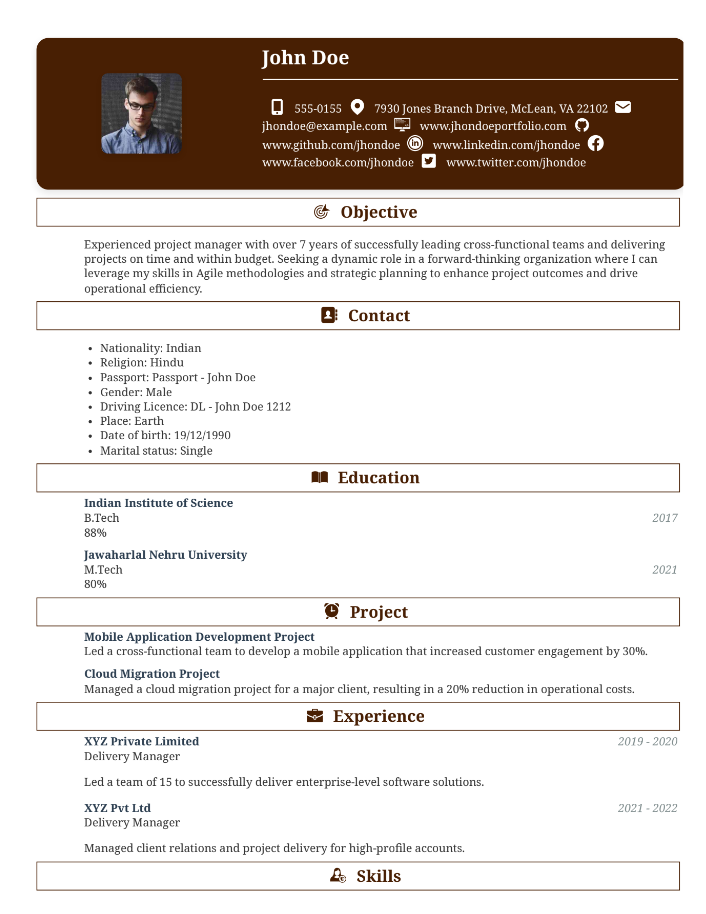 John Doe
555-0155 7930 Jones Branch Drive, McLean, VA 22102
jhondoe@example.com www.jhondoeportfolio.com
www.github.com/jhondoe www.linkedin.com/jhondoe
www.facebook.com/jhondoe www.twitter.com/jhondoe
Objective
Experienced project manager with over 7 years of successfully leading cross-functional teams and delivering
projects on time and within budget. Seeking a dynamic role in a forward-thinking organization where I can
leverage my skills in Agile methodologies and strategic planning to enhance project outcomes and drive
operational efficiency.
Contact
• Nationality: Indian
• Religion: Hindu
• Passport: Passport - John Doe
• Gender: Male
• Driving Licence: DL - John Doe 1212
• Place: Earth
• Date of birth: 19/12/1990
• Marital status: Single
Education
Indian Institute of Science
B.Tech 2017
88%
Jawaharlal Nehru University
M.Tech 2021
80%
Project
Mobile Application Development Project
Led a cross-functional team to develop a mobile application that increased customer engagement by 30%.
Cloud Migration Project
Managed a cloud migration project for a major client, resulting in a 20% reduction in operational costs.
Experience
XYZ Private Limited 2019 - 2020
Delivery Manager
Led a team of 15 to successfully deliver enterprise-level software solutions.
XYZ Pvt Ltd 2021 - 2022
Delivery Manager
Managed client relations and project delivery for high-profile accounts.
Skills